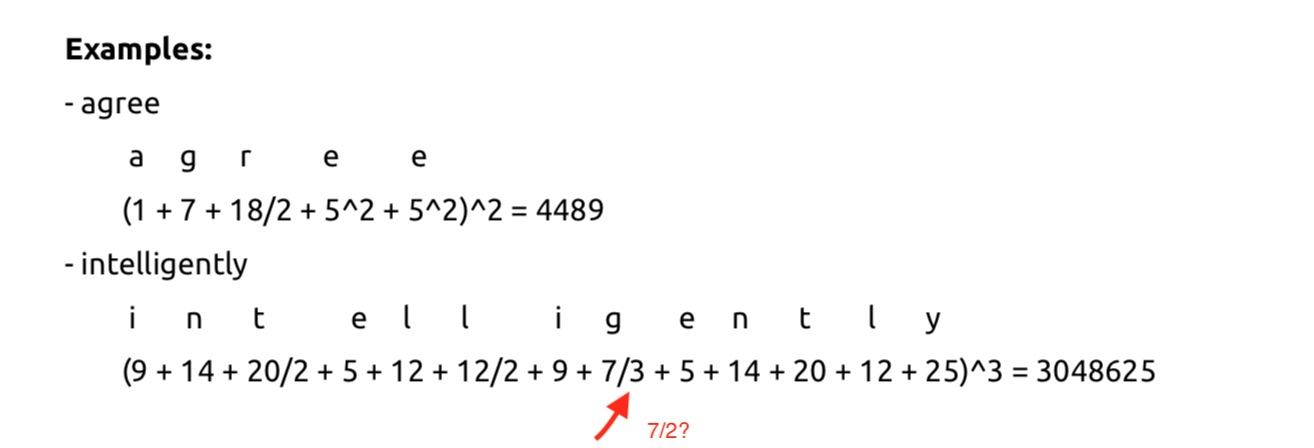 Examples:
- agree
a g r e e
(1 + 7 + 18/2 + 5^2 + 5^2)^2 = 4489
- intelligently
i n t e l l i g e n t l y
(9 + 14 + 20/2 + 5 + 12 + 12/2 + 9 + 7/3 + 5 + 14 + 20 + 12 + 25)^3 = 3048625
7/2?